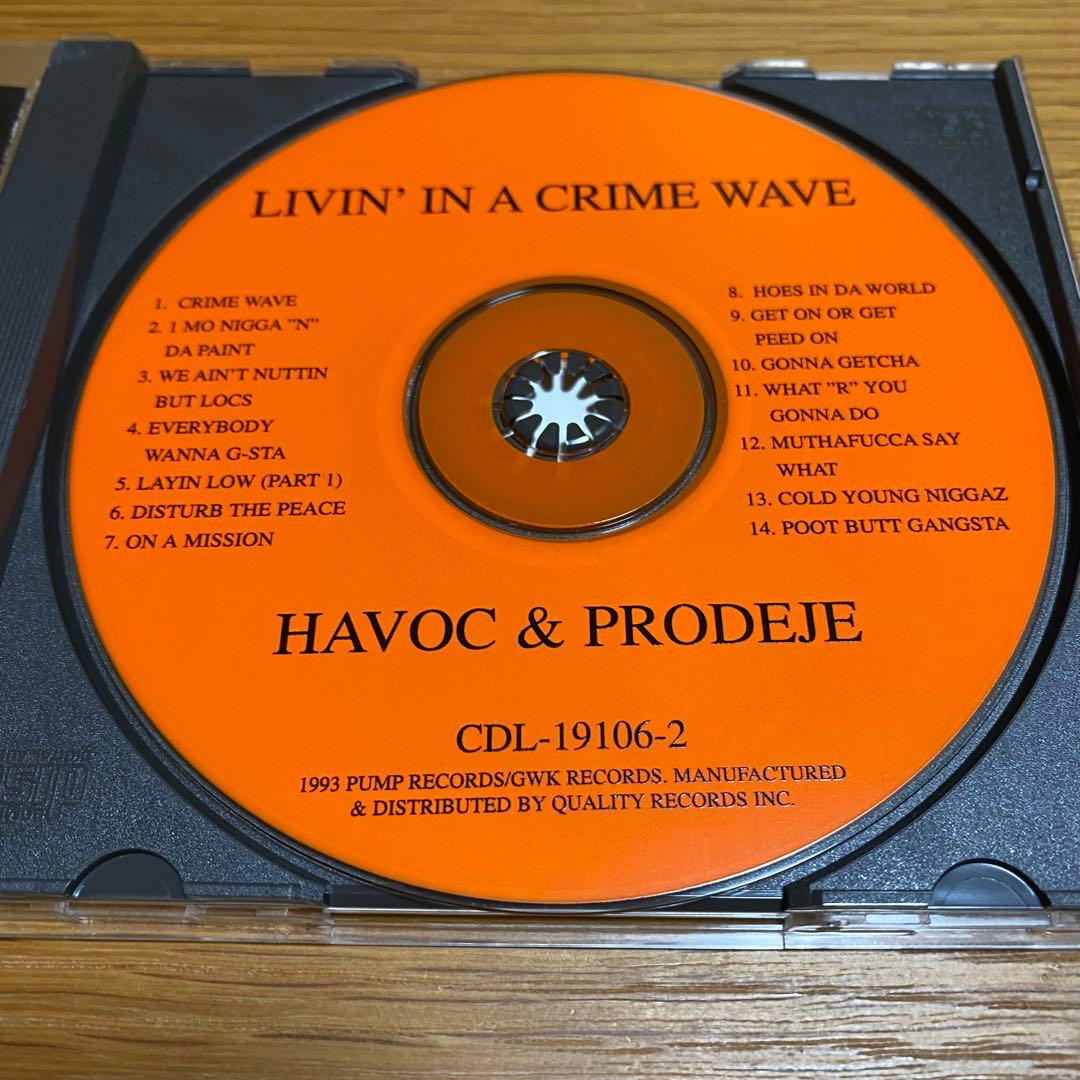 LIVIN' IN A CRIME WAVE
1. CRIME WAVE
2. 1 MO NIGGA "N"
DA PAINT
3. WE AIN'T NUTTIN
BUT LOCS
4. EVERYBODY
WANNA G-STA
5. LAYIN LOW (PART 1)
6. DISTURB THE PEACE
7. ON A MISSION
8. HOES IN DA WORLD
9. GET ON OR GET
PEED ON
10. GONNA GETCHA
11. WHAT "R" YOU
GONNA DO
12. MUTHAFUCCA SAY
WHAT
13. COLD YOUNG NIGGAZ
14. POOT BUTT GANGSTA
HAVOC & PRODEJE
CDL-19106-2
1993 PUMP RECORDS/GWK RECORDS. MANUFACTURED
& DISTRIBUTED BY QUALITY RECORDS INC.